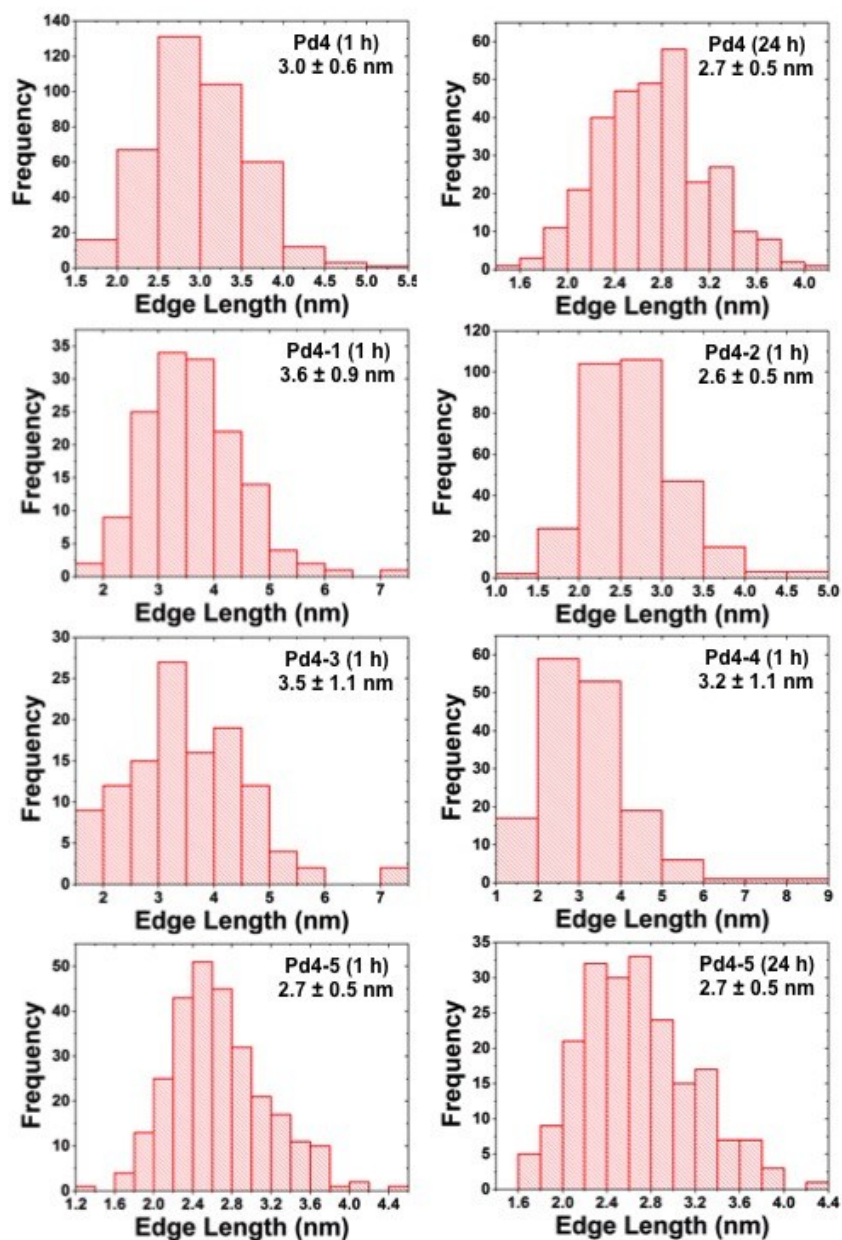 Pd4 (1 h)
3.0 ± 0.6 nm
Frequency
140
120
100
80
60
40
20
0
1.5 2.0 2.5 3.0 3.5 4.0 4.5 5.0 5.5
Edge Length (nm)
Pd4 (24 h)
2.7 ± 0.5 nm
Frequency
60
50
40
30
20
10
0
1.6 2.0 2.4 2.8 3.2 3.6 4.0
Edge Length (nm)
Pd4-1 (1 h)
3.6 ± 0.9 nm
Frequency
35
30
25
20
15
10
5
0
2 3 4 5 6 7
Edge Length (nm)
Pd4-2 (1 h)
2.6 ± 0.5 nm
Frequency
120
100
80
60
40
20
0
1.0 1.5 2.0 2.5 3.0 3.5 4.0 4.5 5.0
Edge Length (nm)
Pd4-3 (1 h)
3.5 ± 1.1 nm
Frequency
30
25
20
15
10
5
0
2 3 4 5 6 7
Edge Length (nm)
Pd4-4 (1 h)
3.2 ± 1.1 nm
Frequency
60
50
40
30
20
10
0
1 2 3 4 5 6 7 8 9
Edge Length (nm)
Pd4-5 (1 h)
2.7 ± 0.5 nm
Frequency
50
40
30
20
10
0
1.2 1.6 2.0 2.4 2.8 3.2 3.6 4.0 4.4
Edge Length (nm)
Pd4-5 (24 h)
2.7 ± 0.5 nm
Frequency
35
30
25
20
15
10
5
0
1.6 2.0 2.4 2.8 3.2 3.6 4.0 4.4
Edge Length (nm)